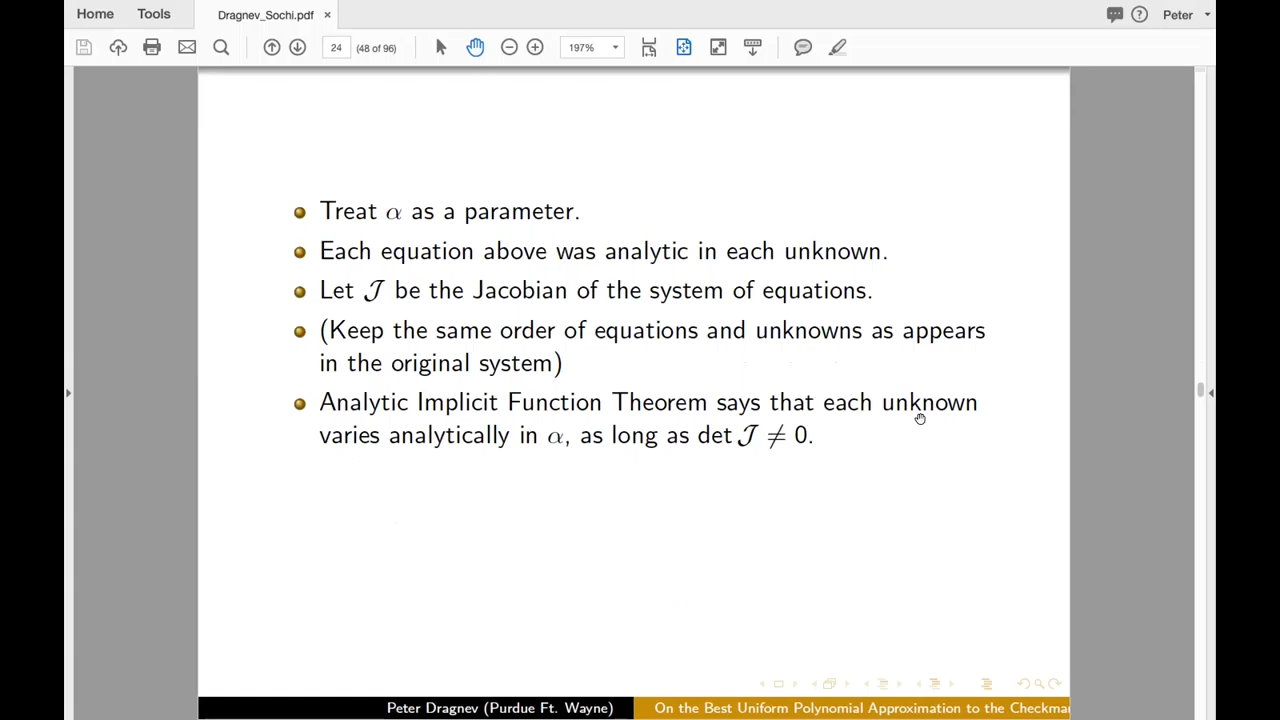 Home Tools Dragnev_Sochi.pdf × Peter
24 (48 of 96) 197%
Treat α as a parameter.
Each equation above was analytic in each unknown.
Let 𝒥 be the Jacobian of the system of equations.
(Keep the same order of equations and unknowns as appears
in the original system)
Analytic Implicit Function Theorem says that each unknown
varies analytically in α, as long as det 𝒥 ≠ 0.
Peter Dragnev (Purdue Ft. Wayne) On the Best Uniform Polynomial Approximation to the Checkmar